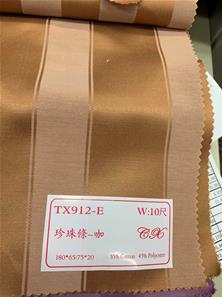 TX912-E W:10尺
珍珠條-咖 CX
180*65/75*20 55% Cotton 45% Polyester